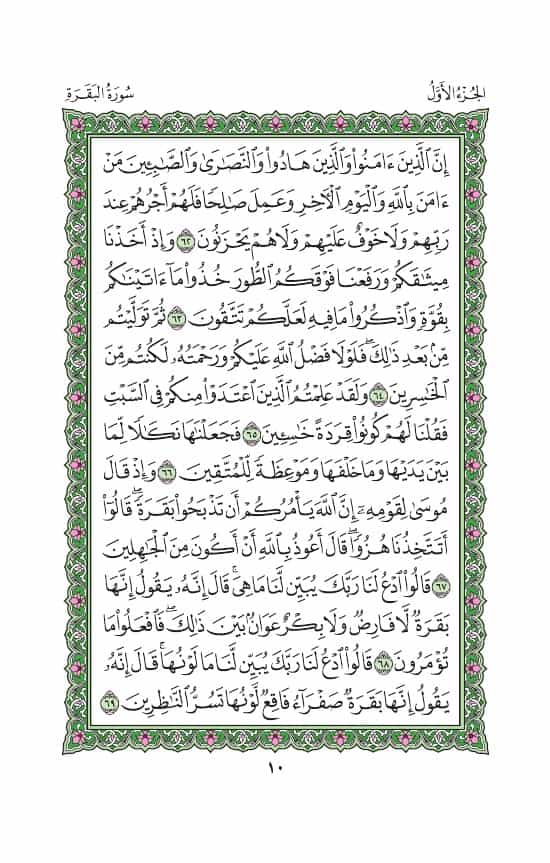 الجُزْءُ الأَوَّلُ
سُورَةُ البَقَرَةِ
إِنَّ ٱلَّذِينَ ءَامَنُواْ وَٱلَّذِينَ هَادُواْ وَٱلنَّصَٰرَىٰ وَٱلصَّٰبِـِٔينَ مَنْ
ءَامَنَ بِٱللَّهِ وَٱلْيَوْمِ ٱلْأَخِرِ وَعَمِلَ صَٰلِحًا فَلَهُمْ أَجْرُهُمْ عِندَ
رَبِّهِمْ وَلَا خَوْفٌ عَلَيْهِمْ وَلَا هُمْ يَحْزَنُونَ ٦٢ وَإِذْ أَخَذْنَا
مِيثَٰقَكُمْ وَرَفَعْنَا فَوْقَكُمُ ٱلطُّورَ خُذُواْ مَآ ءَاتَيْنَٰكُم
بِقُوَّةٍ وَٱذْكُرُواْ مَا فِيهِ لَعَلَّكُمْ تَتَّقُونَ ٦٣ ثُمَّ تَوَلَّيْتُم
مِّنۢ بَعْدِ ذَٰلِكَۖ فَلَوْلَا فَضْلُ ٱللَّهِ عَلَيْكُمْ وَرَحْمَتُهُۥ لَكُنتُم مِّنَ
ٱلْخَٰسِرِينَ ٦٤ وَلَقَدْ عَلِمْتُمُ ٱلَّذِينَ ٱعْتَدَوْاْ مِنكُمْ فِي ٱلسَّبْتِ
فَقُلْنَا لَهُمْ كُونُواْ قِرَدَةً خَٰسِـِٔينَ ٦٥ فَجَعَلْنَٰهَا نَكَٰلًا لِّمَا
بَيْنَ يَدَيْهَا وَمَا خَلْفَهَا وَمَوْعِظَةً لِّلْمُتَّقِينَ ٦٦ وَإِذْ قَالَ
مُوسَىٰ لِقَوْمِهِۦٓ إِنَّ ٱللَّهَ يَأْمُرُكُمْ أَن تَذْبَحُواْ بَقَرَةًۖ قَالُوٓاْ
أَتَتَّخِذُنَا هُزُوًاۖ قَالَ أَعُوذُ بِٱللَّهِ أَنْ أَكُونَ مِنَ ٱلْجَٰهِلِينَ
٦٧ قَالُواْ ٱدْعُ لَنَا رَبَّكَ يُبَيِّن لَّنَا مَا هِيَۚ قَالَ إِنَّهُۥ يَقُولُ إِنَّهَا
بَقَرَةٌ لَّا فَارِضٌ وَلَا بِكْرٌ عَوَانٌۢ بَيْنَ ذَٰلِكَۖ فَٱفْعَلُواْ مَا
تُؤْمَرُونَ ٦٨ قَالُواْ ٱدْعُ لَنَا رَبَّكَ يُبَيِّن لَّنَا مَا لَوْنُهَاۚ قَالَ إِنَّهُۥ
يَقُولُ إِنَّهَا بَقَرَةٌ صَفْرَآءُ فَاقِعٌ لَّوْنُهَا تَسُرُّ ٱلنَّٰظِرِينَ ٦٩
١٠